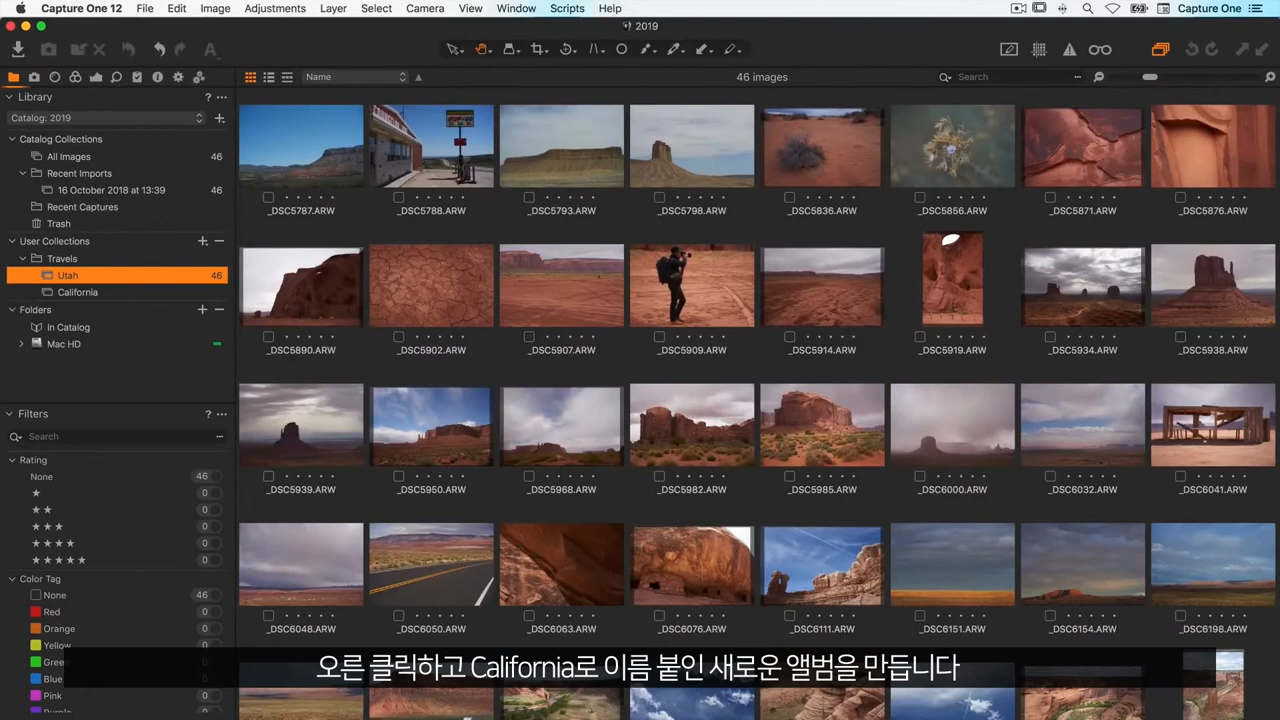 Capture One 12 File Edit Image Adjustments Layer Select Camera View Window Scripts Help Capture One
2019
Name 46 images Search
Library ?
Catalog: 2019
Catalog Collections
All Images 46
Recent Imports
16 October 2018 at 13:39 46
Recent Captures
Trash
User Collections
Travels
Utah 46
California
Folders
In Catalog
Mac HD
Filters ?
Search
Rating
None 46
0
0
0
0
0
Color Tag
None 46
Red 0
Orange 0
Yellow
Green
Blue
Pink 0
Purple
_DSC5787.ARW _DSC5788.ARW _DSC5793.ARW _DSC5798.ARW _DSC5836.ARW _DSC5856.ARW _DSC5871.ARW _DSC5876.ARW
_DSC5890.ARW _DSC5902.ARW _DSC5907.ARW _DSC5909.ARW _DSC5914.ARW _DSC5919.ARW _DSC5934.ARW _DSC5938.ARW
_DSC5939.ARW _DSC5950.ARW _DSC5968.ARW _DSC5982.ARW _DSC5985.ARW _DSC6000.ARW _DSC6032.ARW _DSC6041.ARW
_DSC6048.ARW _DSC6050.ARW _DSC6063.ARW _DSC6076.ARW _DSC6111.ARW _DSC6151.ARW _DSC6154.ARW _DSC6198.ARW
오른 클릭하고 California로 이름 붙인 새로운 앨범을 만듭니다